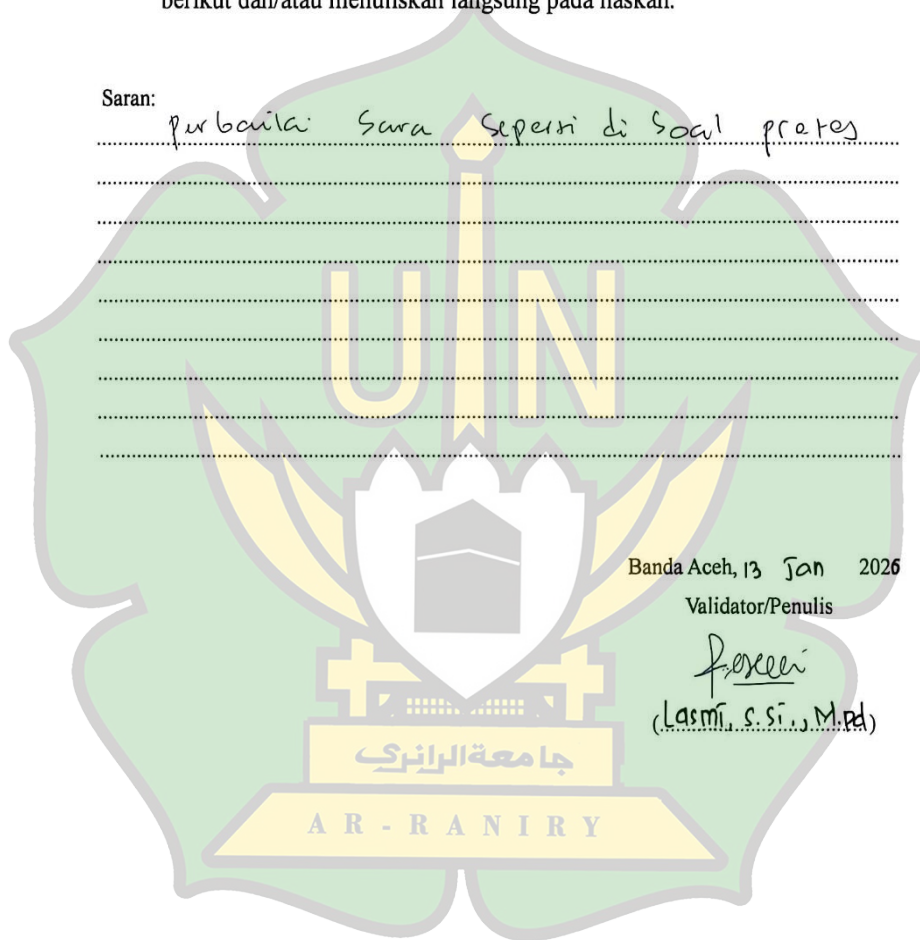 berikut dan/atau menuliskan langsung pada naskah.
Saran:
perbaiki Sara Seperti di Soal pretes
UIN
Banda Aceh, 13 Jan 2026
Validator/Penulis
(Lasmi, S.Si., M.Pd)
جامعة الرانري
AR-RANIRY